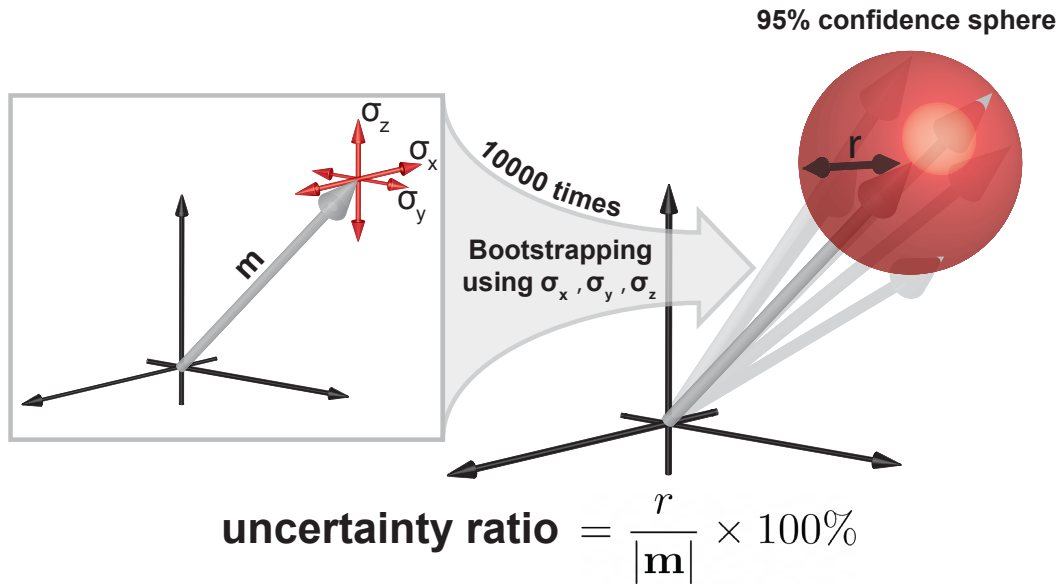 95% confidence sphere
σz
σx
σy
m
10000 times
Bootstrapping
using σx , σy , σz
r
uncertainty ratio = r / |m| × 100%